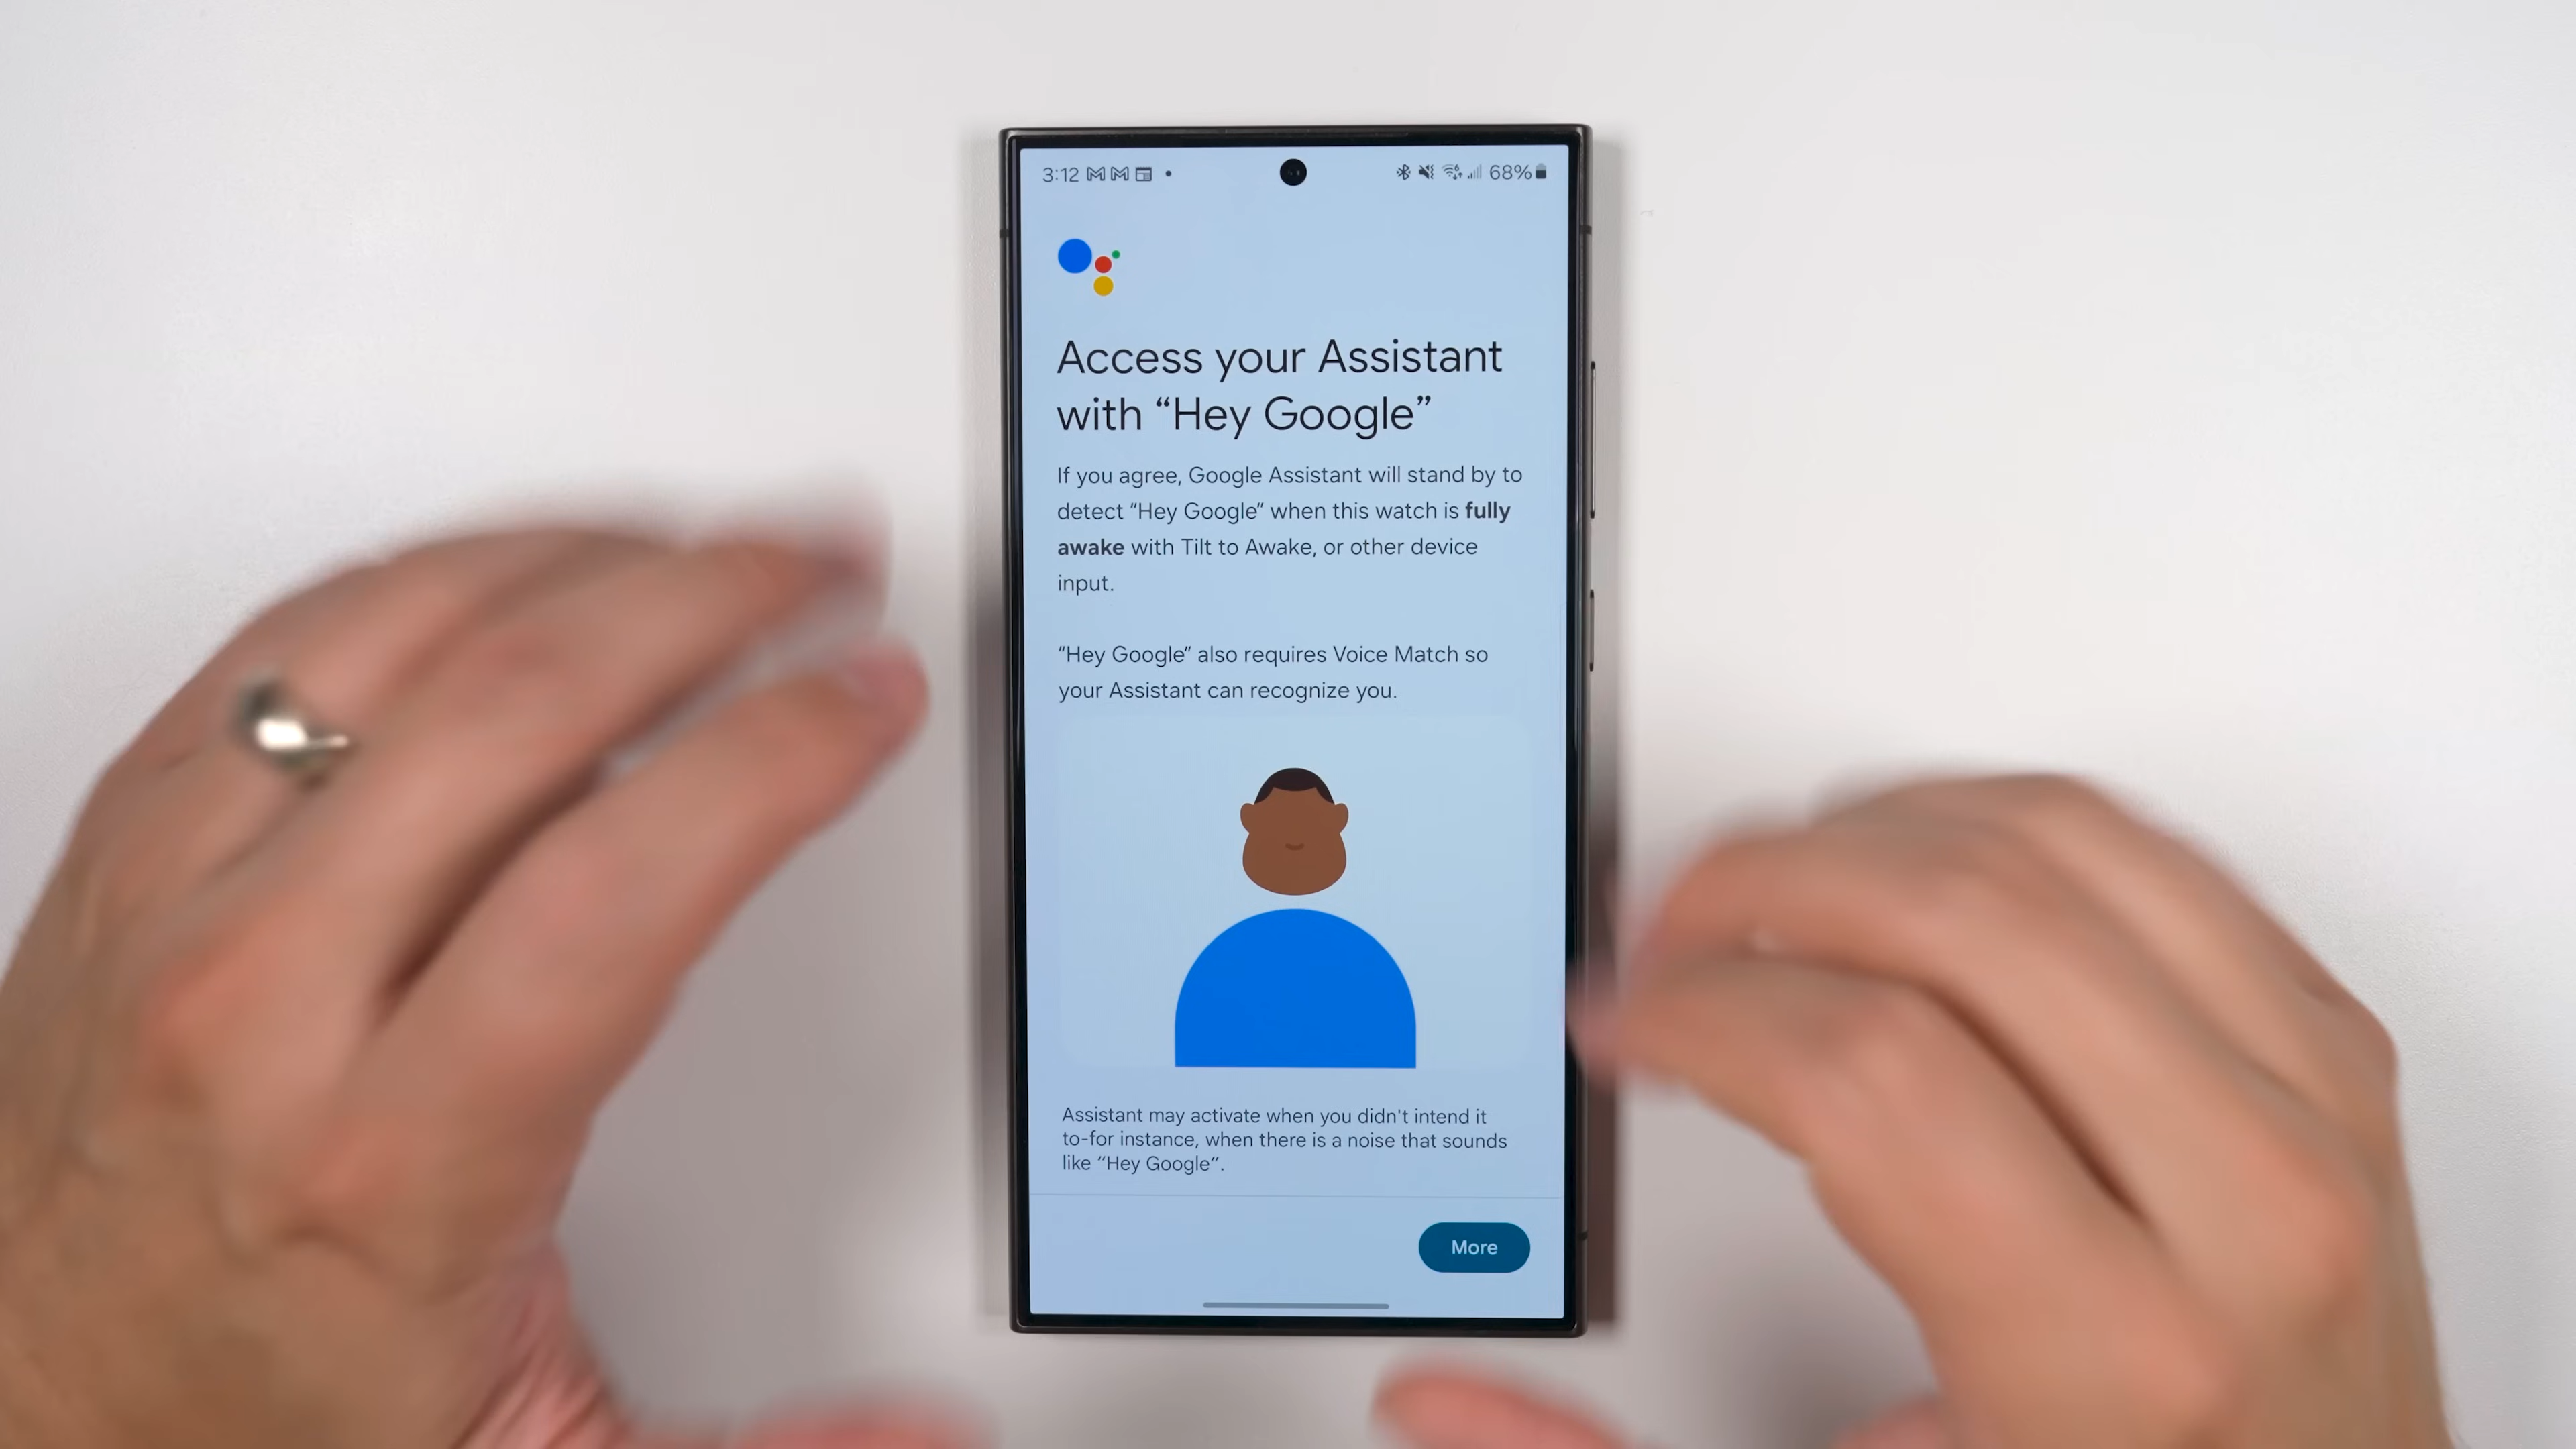 3:12
68%
Access your Assistant
with “Hey Google”
If you agree, Google Assistant will stand by to
detect “Hey Google” when this watch is fully
awake with Tilt to Awake, or other device
input.
“Hey Google” also requires Voice Match so
your Assistant can recognize you.
Assistant may activate when you didn't intend it
to-for instance, when there is a noise that sounds
like “Hey Google”.
More